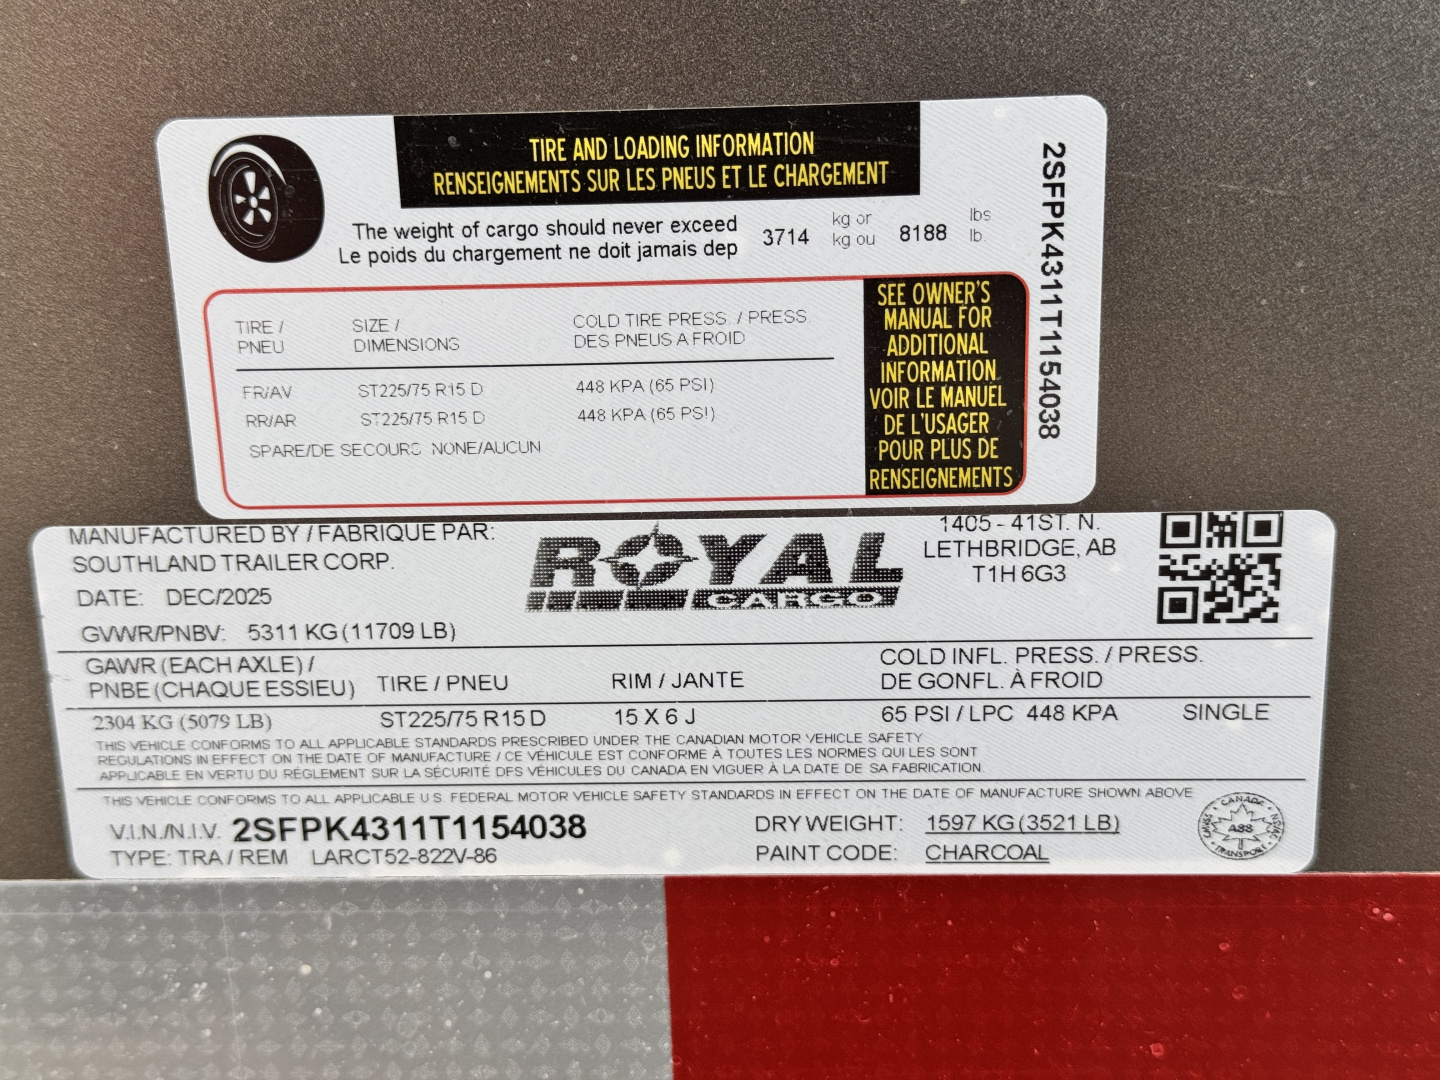 TIRE AND LOADING INFORMATION
RENSEIGNEMENTS SUR LES PNEUS ET LE CHARGEMENT
The weight of cargo should never exceed 3714 kg or 8188 lbs
Le poids du chargement ne doit jamais dep kg ou lb.
2SFPK4311T1154038
TIRE / SIZE / COLD TIRE PRESS. / PRESS
PNEU DIMENSIONS DES PNEUS A FROID
FR/AV ST225/75 R15 D 448 KPA (65 PSI)
RR/AR ST225/75 R15 D 448 KPA (65 PSI)
SPARE/DE SECOURS NONE/AUCUN
SEE OWNER'S
MANUAL FOR
ADDITIONAL
INFORMATION
VOIR LE MANUEL
DE L'USAGER
POUR PLUS DE
RENSEIGNEMENTS
MANUFACTURED BY / FABRIQUE PAR:
SOUTHLAND TRAILER CORP.
DATE: DEC/2025
GVWR/PNBV: 5311 KG (11709 LB)
ROYAL
CARGO
1405 - 41ST. N.
LETHBRIDGE, AB
T1H 6G3
GAWR (EACH AXLE) / COLD INFL. PRESS. / PRESS.
PNBE (CHAQUE ESSIEU) TIRE / PNEU RIM / JANTE DE GONFL. À FROID
2304 KG (5079 LB) ST225/75 R15 D 15 X 6 J 65 PSI / LPC 448 KPA SINGLE
THIS VEHICLE CONFORMS TO ALL APPLICABLE STANDARDS PRESCRIBED UNDER THE CANADIAN MOTOR VEHICLE SAFETY
REGULATIONS IN EFFECT ON THE DATE OF MANUFACTURE / CE VÉHICULE EST CONFORME À TOUTES LES NORMES QUI LES SONT
APPLICABLE EN VERTU DU RÈGLEMENT SUR LA SÉCURITÉ DES VÉHICULES DU CANADA EN VIGUER À LA DATE DE SA FABRICATION
THIS VEHICLE CONFORMS TO ALL APPLICABLE U.S. FEDERAL MOTOR VEHICLE SAFETY STANDARDS IN EFFECT ON THE DATE OF MANUFACTURE SHOWN ABOVE
V.I.N./N.I.V. 2SFPK4311T1154038 DRY WEIGHT: 1597 KG (3521 LB)
TYPE: TRA / REM LARCT52-822V-86 PAINT CODE: CHARCOAL
CANADA
TRANSPORT